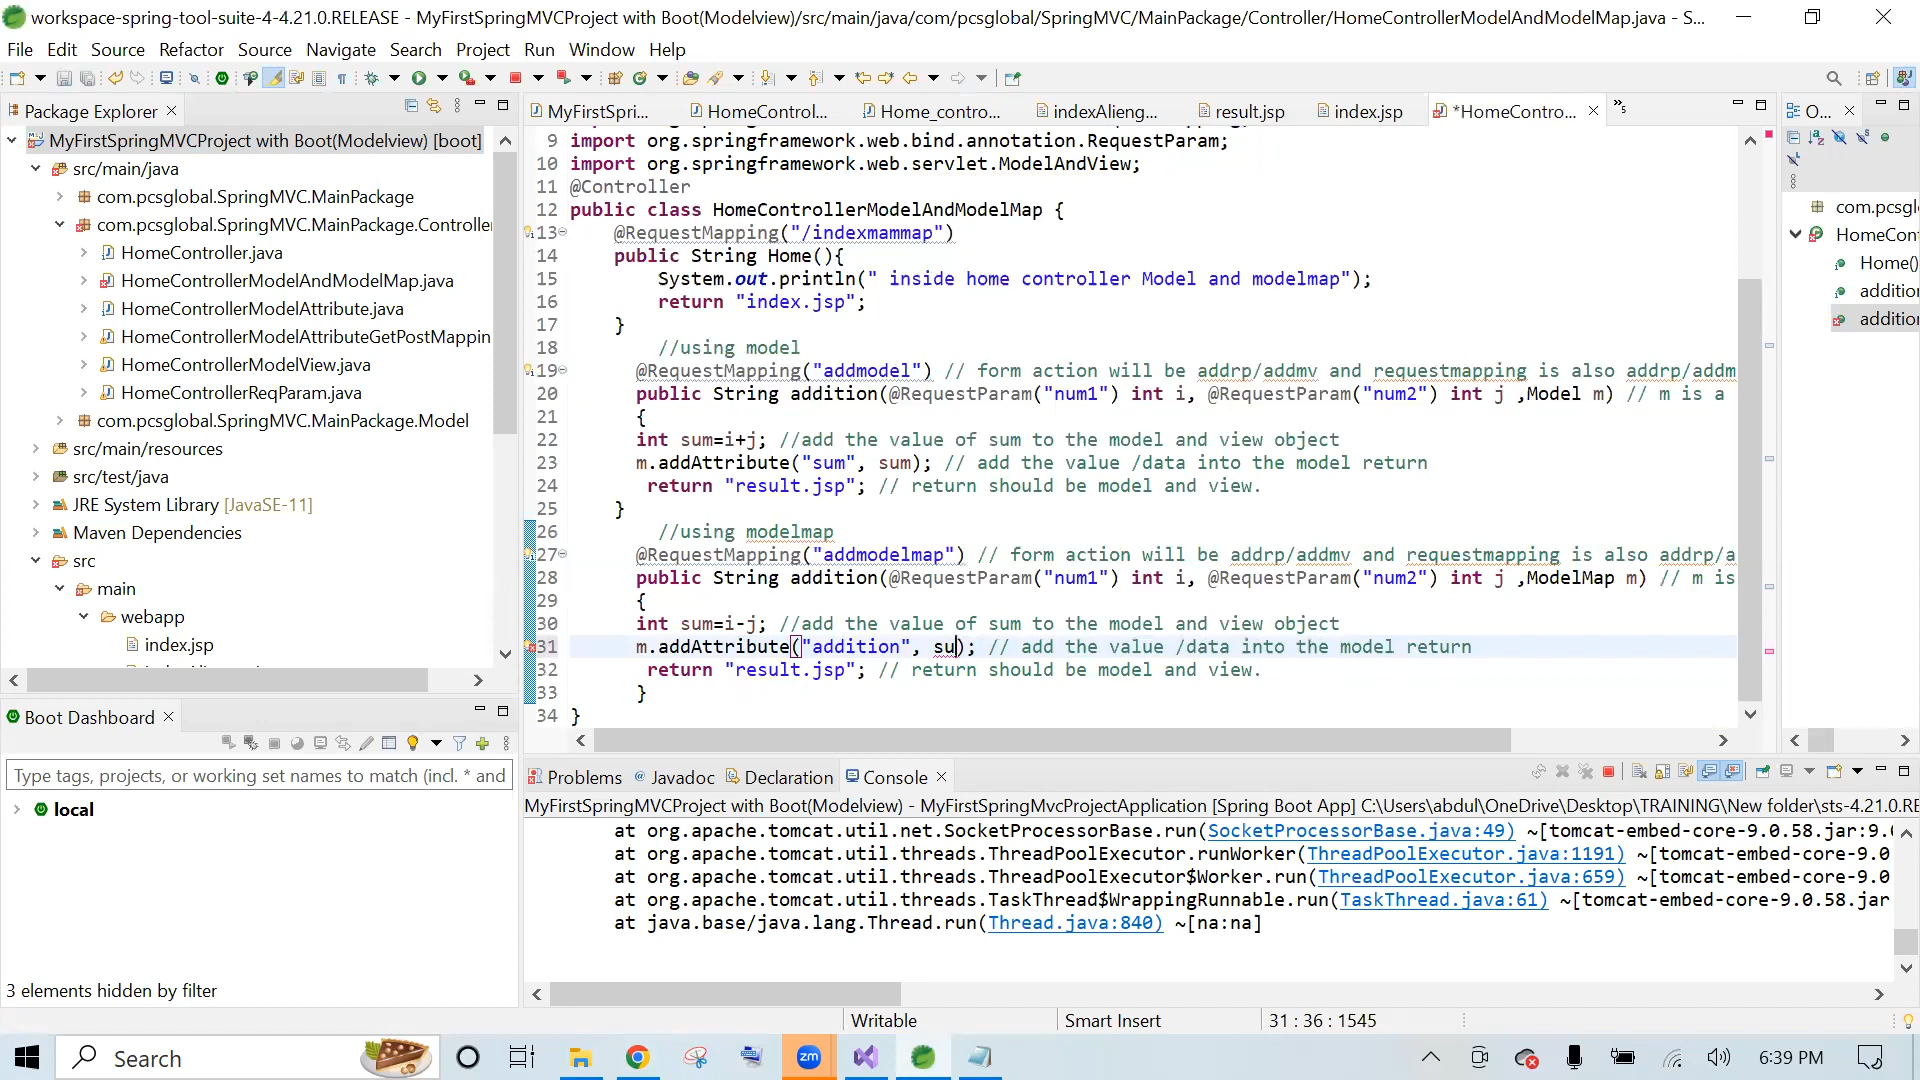 workspace-spring-tool-suite-4-4.21.0.RELEASE - MyFirstSpringMVCProject with Boot(Modelview)/src/main/java/com/pcsglobal/SpringMVC/MainPackage/Controller/HomeControllerModelAndModelMap.java - S...
File Edit Source Refactor Source Navigate Search Project Run Window Help
Package Explorer
MyFirstSpri...
HomeControl...
Home_contro...
indexAlieng...
result.jsp
index.jsp
*HomeContro...
»5
O...
MyFirstSpringMVCProject with Boot(Modelview) [boot]
src/main/java
com.pcsglobal.SpringMVC.MainPackage
com.pcsglobal.SpringMVC.MainPackage.Controller
HomeController.java
HomeControllerModelAndModelMap.java
HomeControllerModelAttribute.java
HomeControllerModelAttributeGetPostMappin
HomeControllerModelView.java
HomeControllerReqParam.java
com.pcsglobal.SpringMVC.MainPackage.Model
src/main/resources
src/test/java
JRE System Library [JavaSE-11]
Maven Dependencies
src
main
webapp
index.jsp
9 import org.springframework.web.bind.annotation.RequestParam;
10 import org.springframework.web.servlet.ModelAndView;
11 @Controller
12 public class HomeControllerModelAndModelMap {
13 @RequestMapping("/indexmammap")
14 public String Home(){
15 System.out.println(" inside home controller Model and modelmap");
16 return "index.jsp";
17 }
18 //using model
19 @RequestMapping("addmodel") // form action will be addrp/addmv and requestmapping is also addrp/addm
20 public String addition(@RequestParam("num1") int i, @RequestParam("num2") int j ,Model m) // m is a
21 {
22 int sum=i+j; //add the value of sum to the model and view object
23 m.addAttribute("sum", sum); // add the value /data into the model return
24 return "result.jsp"; // return should be model and view.
25 }
26 //using modelmap
27 @RequestMapping("addmodelmap") // form action will be addrp/addmv and requestmapping is also addrp/a
28 public String addition(@RequestParam("num1") int i, @RequestParam("num2") int j ,ModelMap m) // m is
29 {
30 int sum=i-j; //add the value of sum to the model and view object
31 m.addAttribute("addition", su); // add the value /data into the model return
32 return "result.jsp"; // return should be model and view.
33 }
34 }
com.pcsgl
HomeCont
Home()
addition
addition
Boot Dashboard
Type tags, projects, or working set names to match (incl. * and
local
3 elements hidden by filter
Problems
@ Javadoc
Declaration
Console
MyFirstSpringMVCProject with Boot(Modelview) - MyFirstSpringMvcProjectApplication [Spring Boot App] C:\Users\abdul\OneDrive\Desktop\TRAINING\New folder\sts-4.21.0.RE
at org.apache.tomcat.util.net.SocketProcessorBase.run(SocketProcessorBase.java:49) ~[tomcat-embed-core-9.0.58.jar:9.0
at org.apache.tomcat.util.threads.ThreadPoolExecutor.runWorker(ThreadPoolExecutor.java:1191) ~[tomcat-embed-core-9.0
at org.apache.tomcat.util.threads.ThreadPoolExecutor$Worker.run(ThreadPoolExecutor.java:659) ~[tomcat-embed-core-9.0
at org.apache.tomcat.util.threads.TaskThread$WrappingRunnable.run(TaskThread.java:61) ~[tomcat-embed-core-9.0.58.jar
at java.base/java.lang.Thread.run(Thread.java:840) ~[na:na]
Writable
Smart Insert
31 : 36 : 1545
Search
zm
6:39 PM